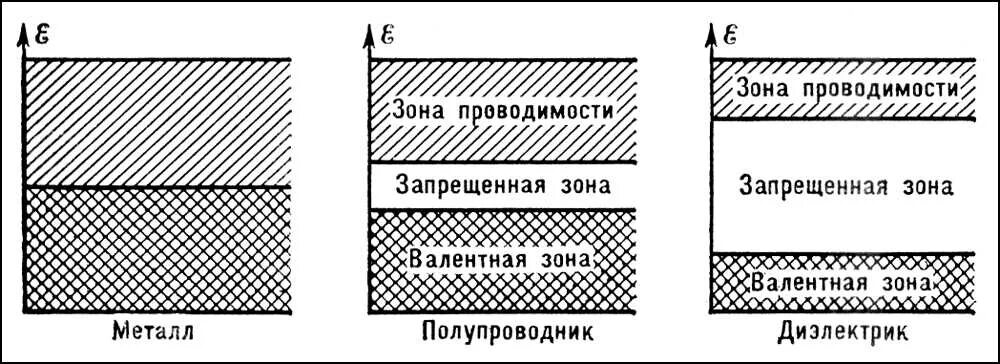 ℰ
Металл
ℰ
Зона проводимости
Запрещенная зона
Валентная зона
Полупроводник
ℰ
Зона проводимости
Запрещенная зона
Валентная зона
Диэлектрик